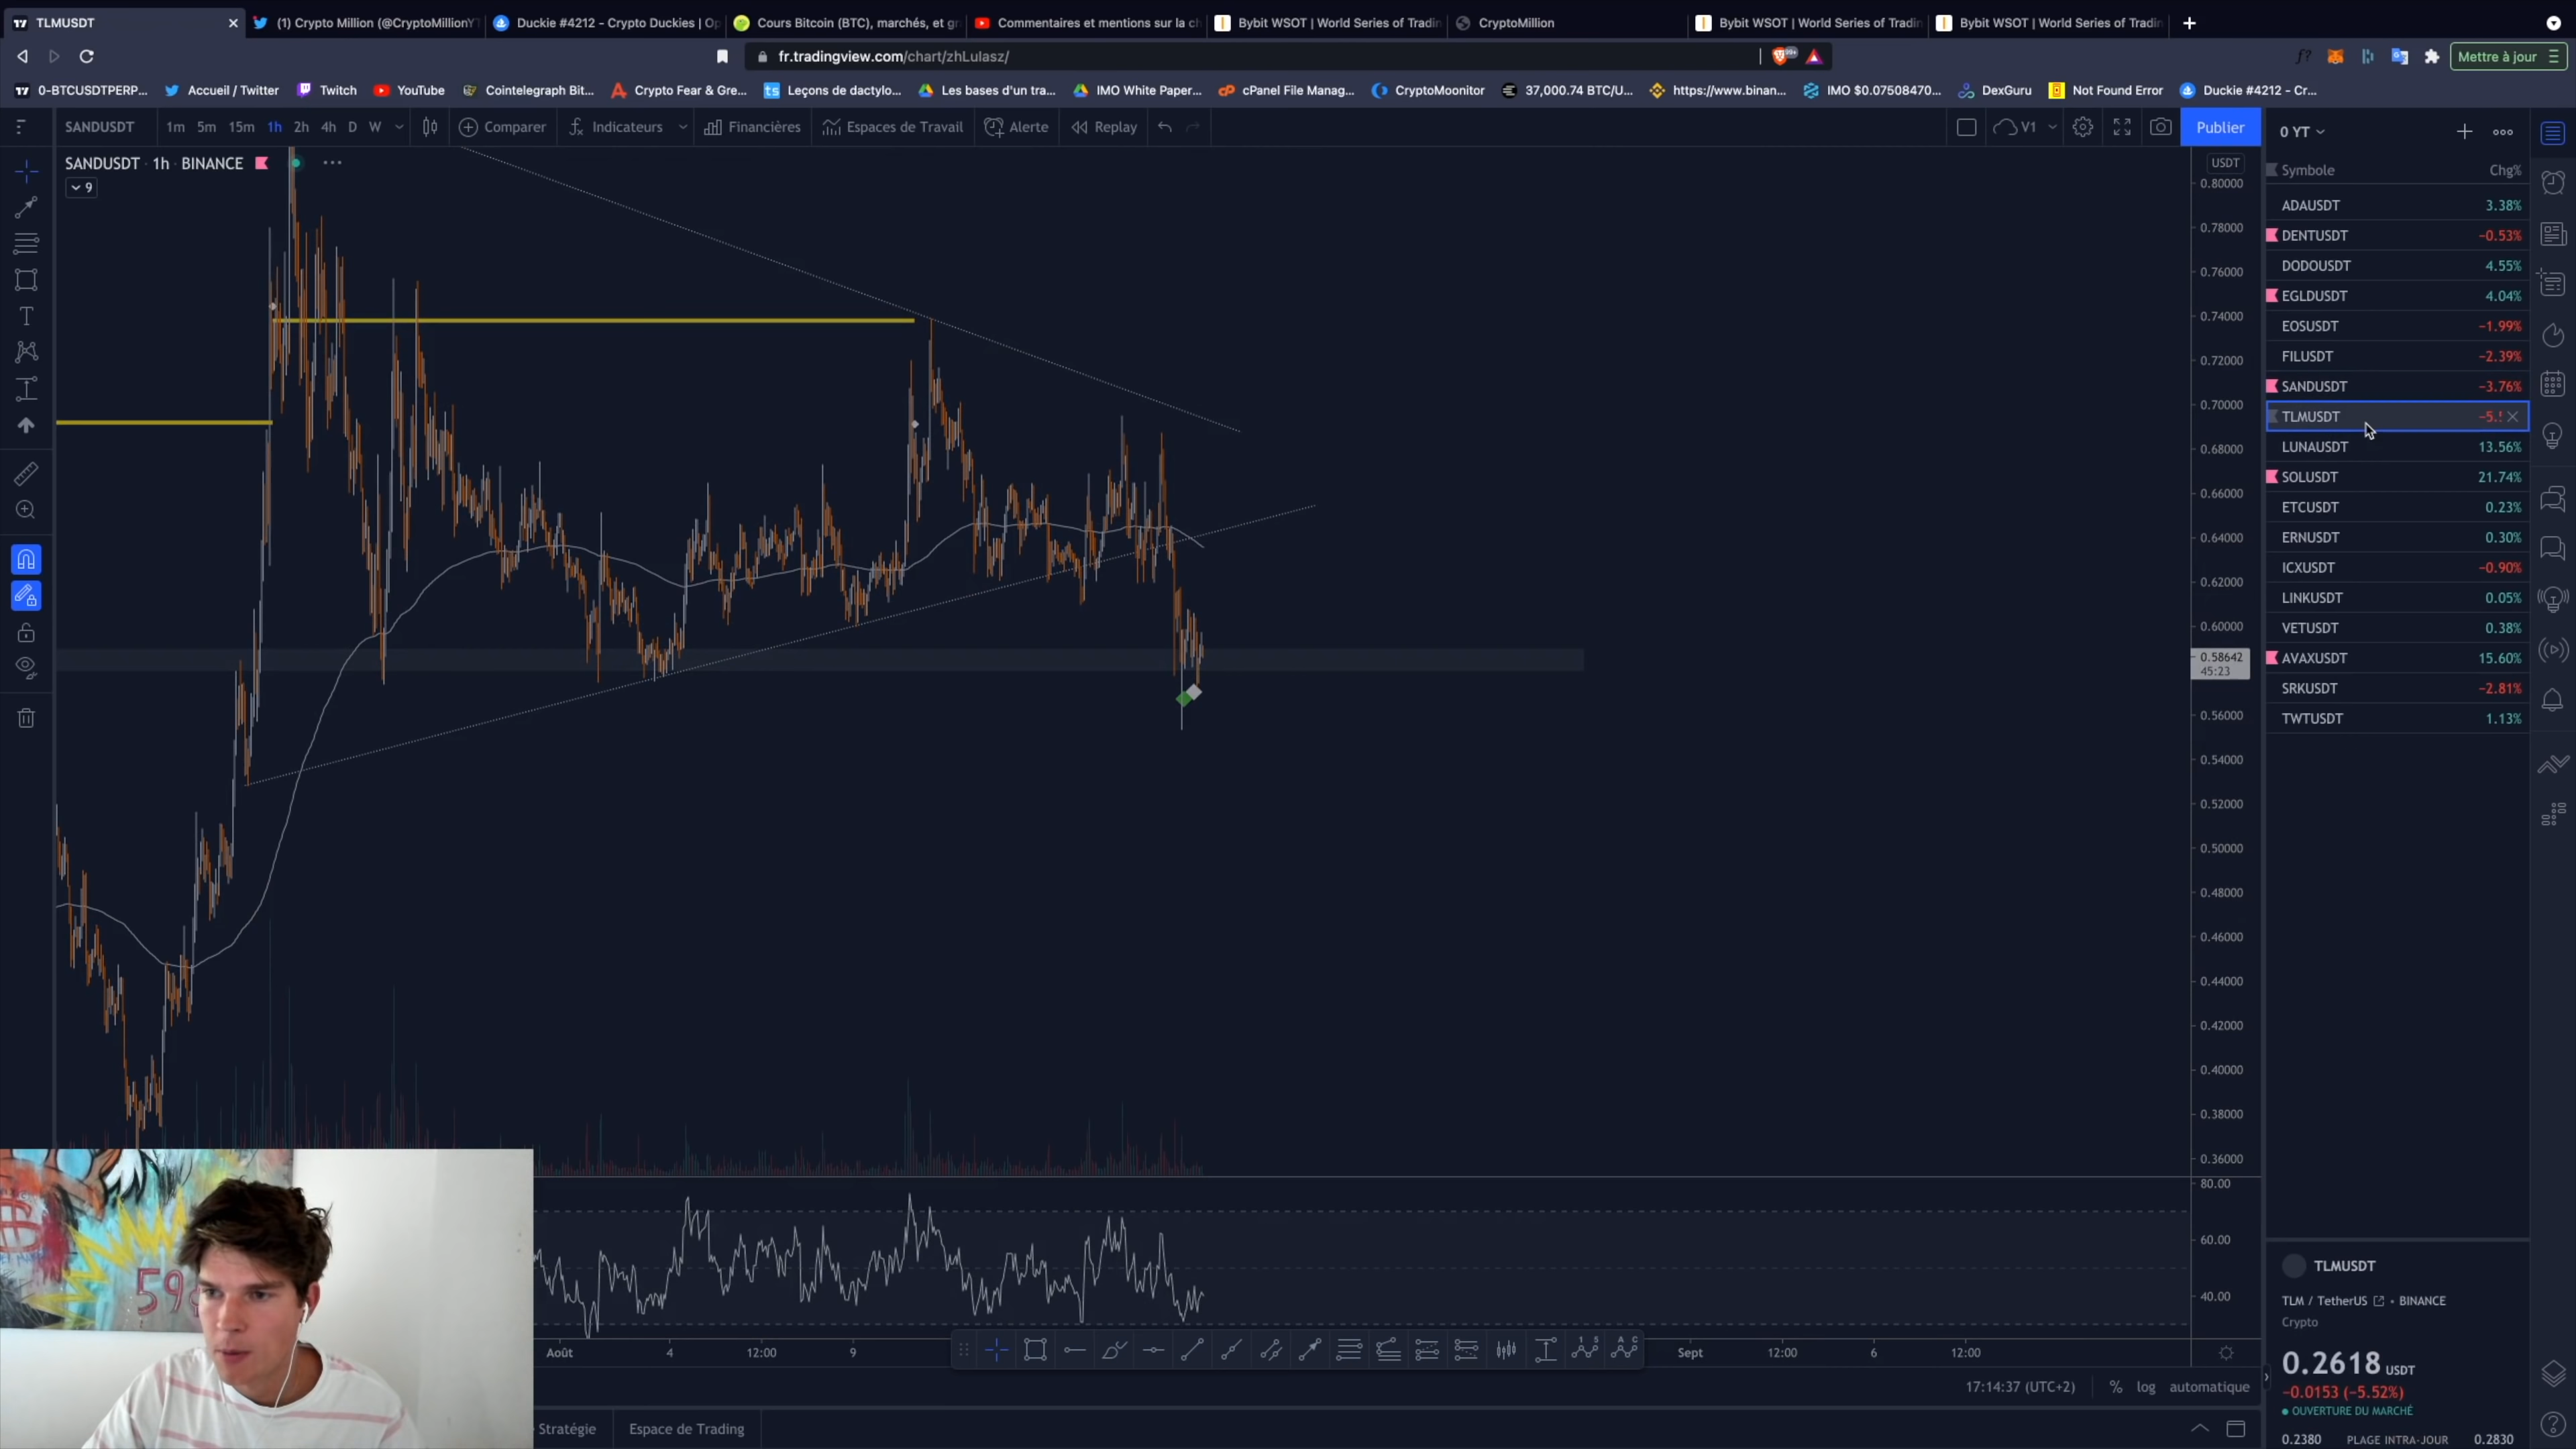 TLMUSDT
(1) Crypto Million (@CryptoMillionY
Duckie #4212 - Crypto Duckies | Op
Cours Bitcoin (BTC), marchés, et gr
Commentaires et mentions sur la ch
Bybit WSOT | World Series of Tradin
CryptoMillion
Bybit WSOT | World Series of Tradin
Bybit WSOT | World Series of Tradin
fr.tradingview.com/chart/zhLulasz/
99+
f?
Mettre à jour
0-BTCUSDTPERP...
Accueil / Twitter
Twitch
YouTube
Cointelegraph Bit...
Crypto Fear & Gre...
Leçons de dactylo...
Les bases d'un tra...
IMO White Paper...
cPanel File Manag...
CryptoMoonitor
37,000.74 BTC/U...
https://www.binan...
IMO $0.07508470...
DexGuru
Not Found Error
Duckie #4212 - Cr...
SANDUSDT
1m 5m 15m 1h 2h 4h D W
Comparer
Indicateurs
Financières
Espaces de Travail
Alerte
Replay
V1
Publier
0 YT
SANDUSDT · 1h · BINANCE
9
USDT
0.80000
0.78000
0.76000
0.74000
0.72000
0.70000
0.68000
0.66000
0.64000
0.62000
0.60000
0.58642
45:23
0.56000
0.54000
0.52000
0.50000
0.48000
0.46000
0.44000
0.42000
0.40000
0.38000
0.36000
80.00
60.00
40.00
Symbole Chg%
ADAUSDT 3.38%
DENTUSDT −0.53%
DODOUSDT 4.55%
EGLDUSDT 4.04%
EOSUSDT −1.99%
FILUSDT −2.39%
SANDUSDT −3.76%
TLMUSDT −5.!
LUNAUSDT 13.56%
SOLUSDT 21.74%
ETCUSDT 0.23%
ERNUSDT 0.30%
ICXUSDT −0.90%
LINKUSDT 0.05%
VETUSDT 0.38%
AVAXUSDT 15.60%
SRKUSDT −2.81%
TWTUSDT 1.13%
TLMUSDT
TLM / TetherUS • BINANCE
Crypto
0.2618 USDT
−0.0153 (−5.52%)
OUVERTURE DU MARCHÉ
0.2380 PLAGE INTRA-JOUR 0.2830
$
59
Août 4 12:00 9 Sept 12:00 6 12:00
1 5
A C
17:14:37 (UTC+2) % log automatique
Stratégie
Espace de Trading